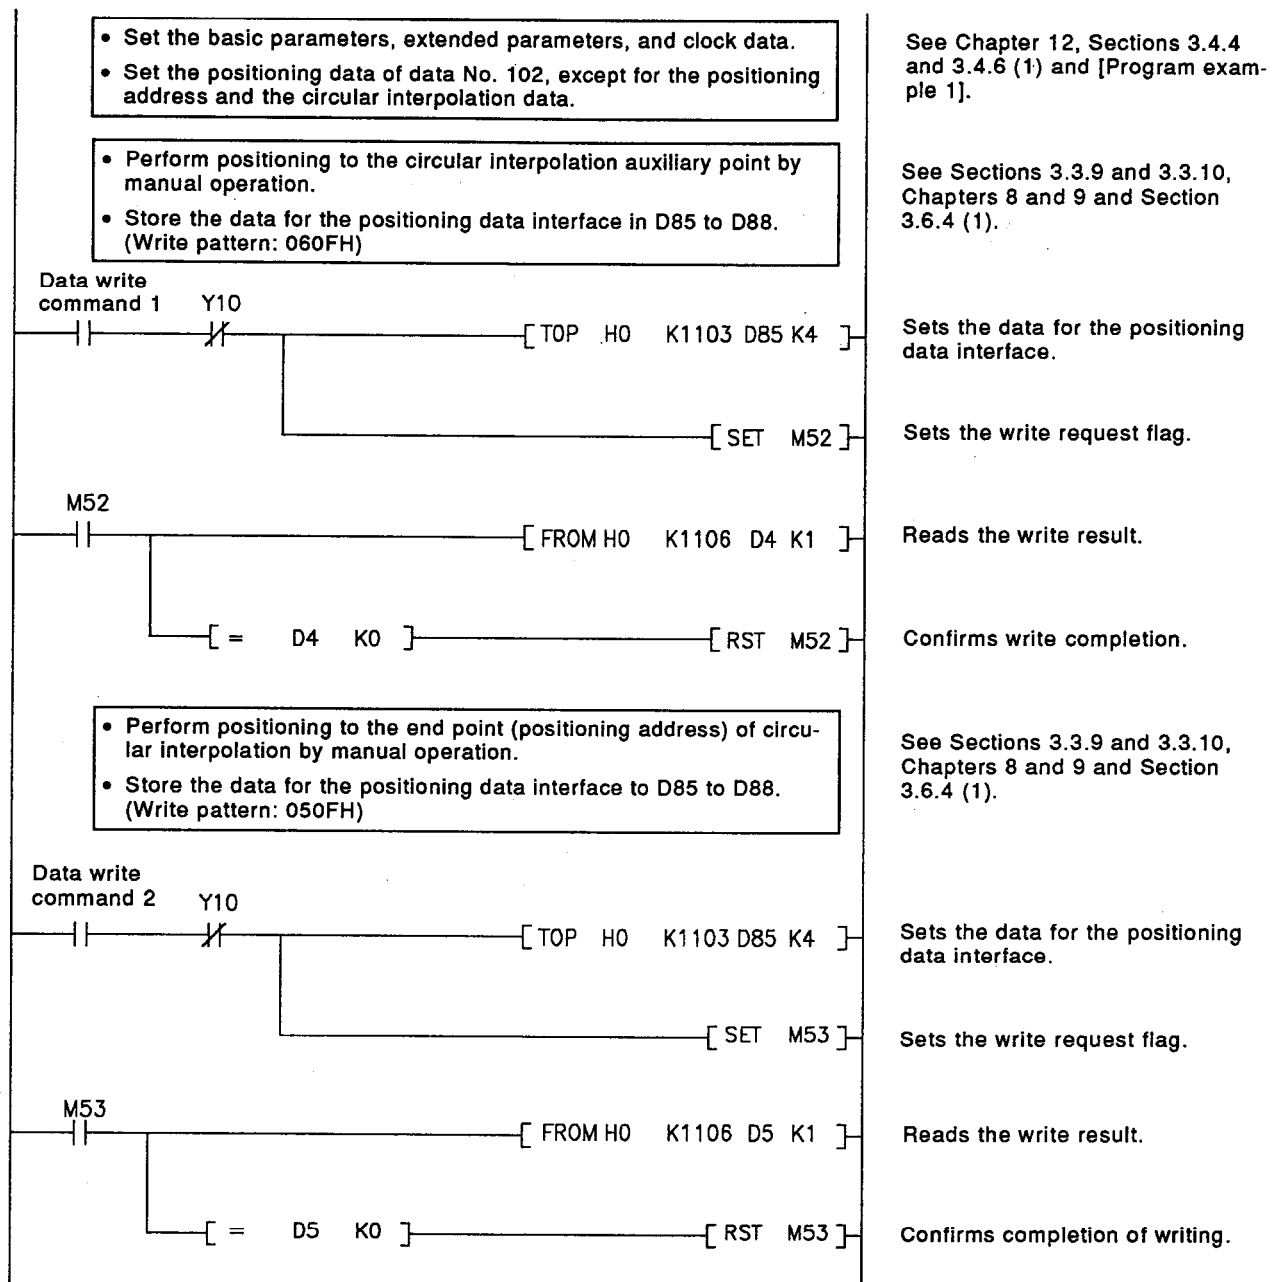 • Set the basic parameters, extended parameters, and clock data.
• Set the positioning data of data No. 102, except for the positioning
address and the circular interpolation data.
See Chapter 12, Sections 3.4.4
and 3.4.6 (1) and [Program exam-
ple 1].
• Perform positioning to the circular interpolation auxiliary point by
manual operation.
• Store the data for the positioning data interface in D85 to D88.
(Write pattern: 060FH)
See Sections 3.3.9 and 3.3.10,
Chapters 8 and 9 and Section
3.6.4 (1).
Data write
command 1 Y10
TOP H0 K1103 D85 K4
Sets the data for the positioning
data interface.
SET M52
Sets the write request flag.
M52
FROM H0 K1106 D4 K1
Reads the write result.
= D4 K0
RST M52
Confirms write completion.
• Perform positioning to the end point (positioning address) of circu-
lar interpolation by manual operation.
• Store the data for the positioning data interface to D85 to D88.
(Write pattern: 050FH)
See Sections 3.3.9 and 3.3.10,
Chapters 8 and 9 and Section
3.6.4 (1).
Data write
command 2 Y10
TOP H0 K1103 D85 K4
Sets the data for the positioning
data interface.
SET M53
Sets the write request flag.
M53
FROM H0 K1106 D5 K1
Reads the write result.
= D5 K0
RST M53
Confirms completion of writing.